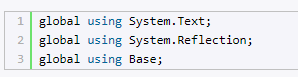 1 global using System.Text;
2 global using System.Reflection;
3 global using Base;